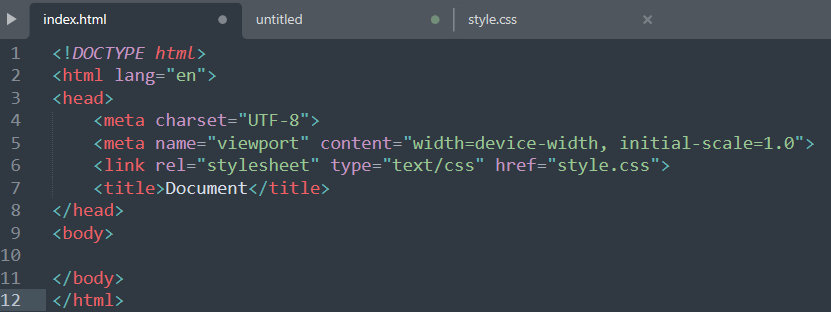 index.html untitled style.css
1 <!DOCTYPE html>
2 <html lang="en">
3 <head>
4     <meta charset="UTF-8">
5     <meta name="viewport" content="width=device-width, initial-scale=1.0">
6     <link rel="stylesheet" type="text/css" href="style.css">
7     <title>Document</title>
8 </head>
9 <body>
10
11 </body>
12 </html>